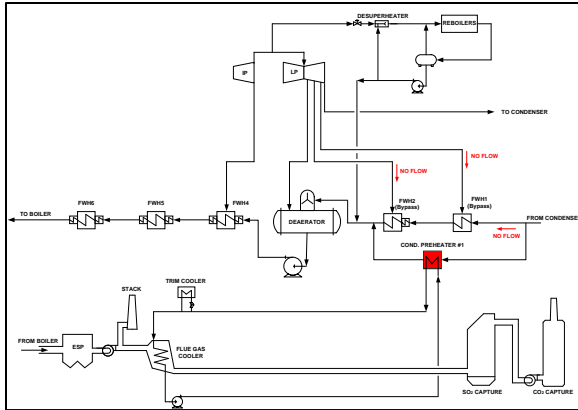 DESUPERHEATER
REBOILERS
IP
LP
TO CONDENSER
NO FLOW
NO FLOW
FWH6
FWH5
FWH4
TO BOILER
DEAERATOR
FWH2
(Bypass)
FWH1
(Bypass)
FROM CONDENSE
NO FLOW
COND. PREHEATER #1
TRIM COOLER
STACK
FROM BOILER
ESP
FLUE GAS
COOLER
SO2 CAPTURE
CO2 CAPTURE